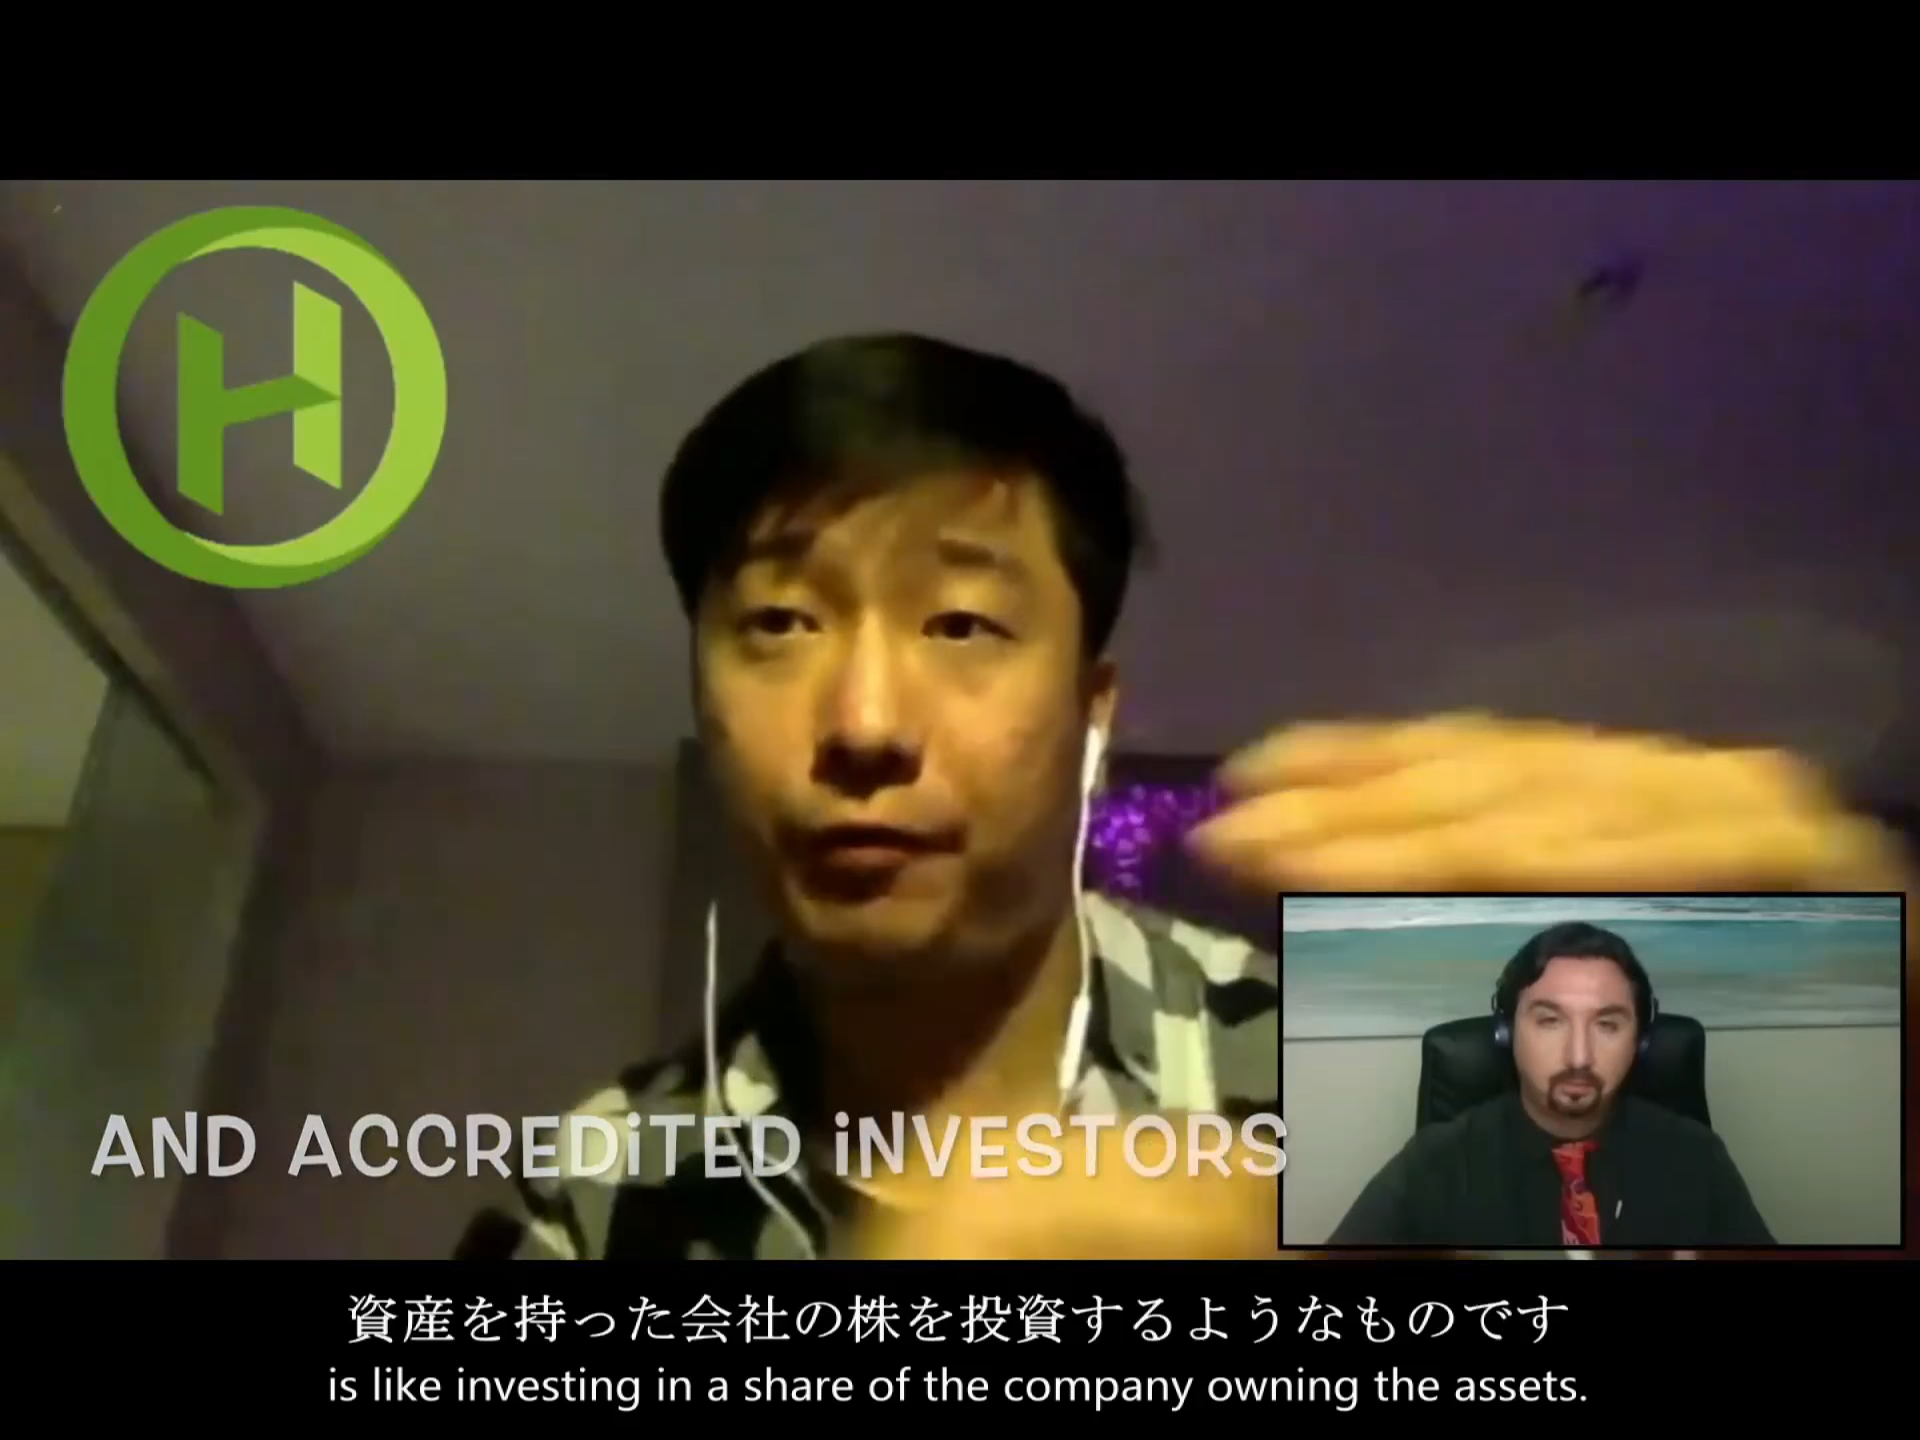 H
AND ACCREDiTED iNVESTORS
資産を持った会社の株を投資するようなものです
is like investing in a share of the company owning the assets.